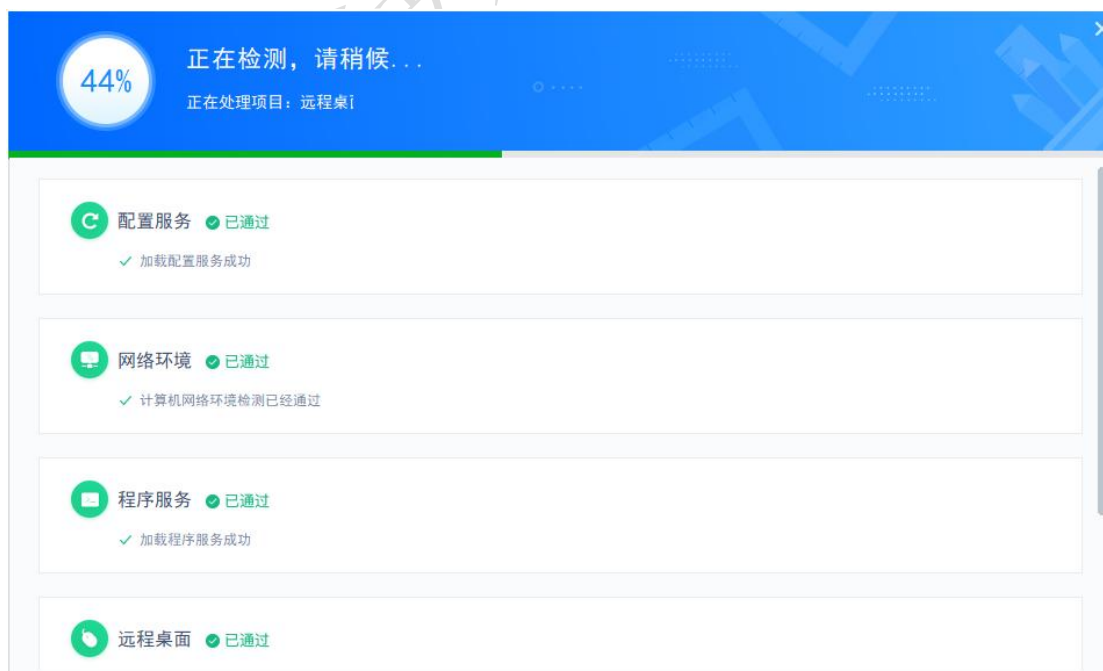 44%
正在检测，请稍候...
正在处理项目：远程桌
配置服务 已通过
加载配置服务成功
网络环境 已通过
计算机网络环境检测已经通过
程序服务 已通过
加载程序服务成功
远程桌面 已通过